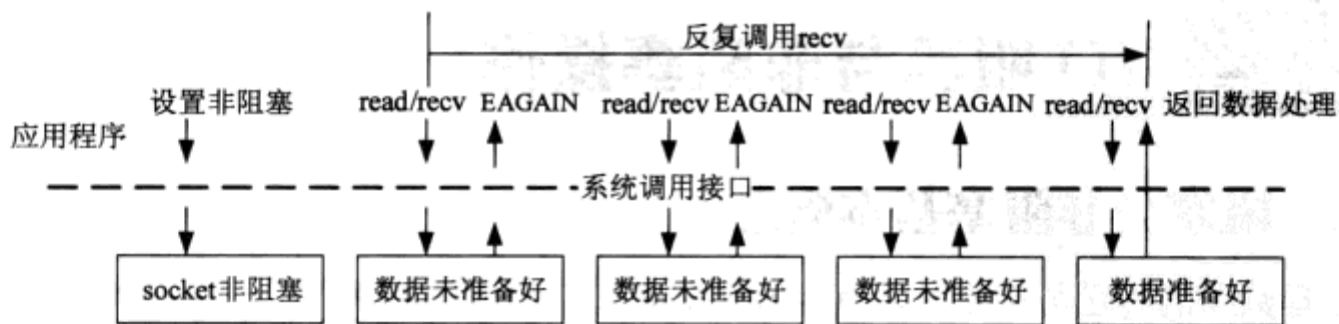 反复调用recv
设置非阻塞 read/recv EAGAIN read/recv EAGAIN read/recv EAGAIN read/recv 返回数据处理
应用程序
系统调用接口
socket非阻塞 数据未准备好 数据未准备好 数据未准备好 数据准备好